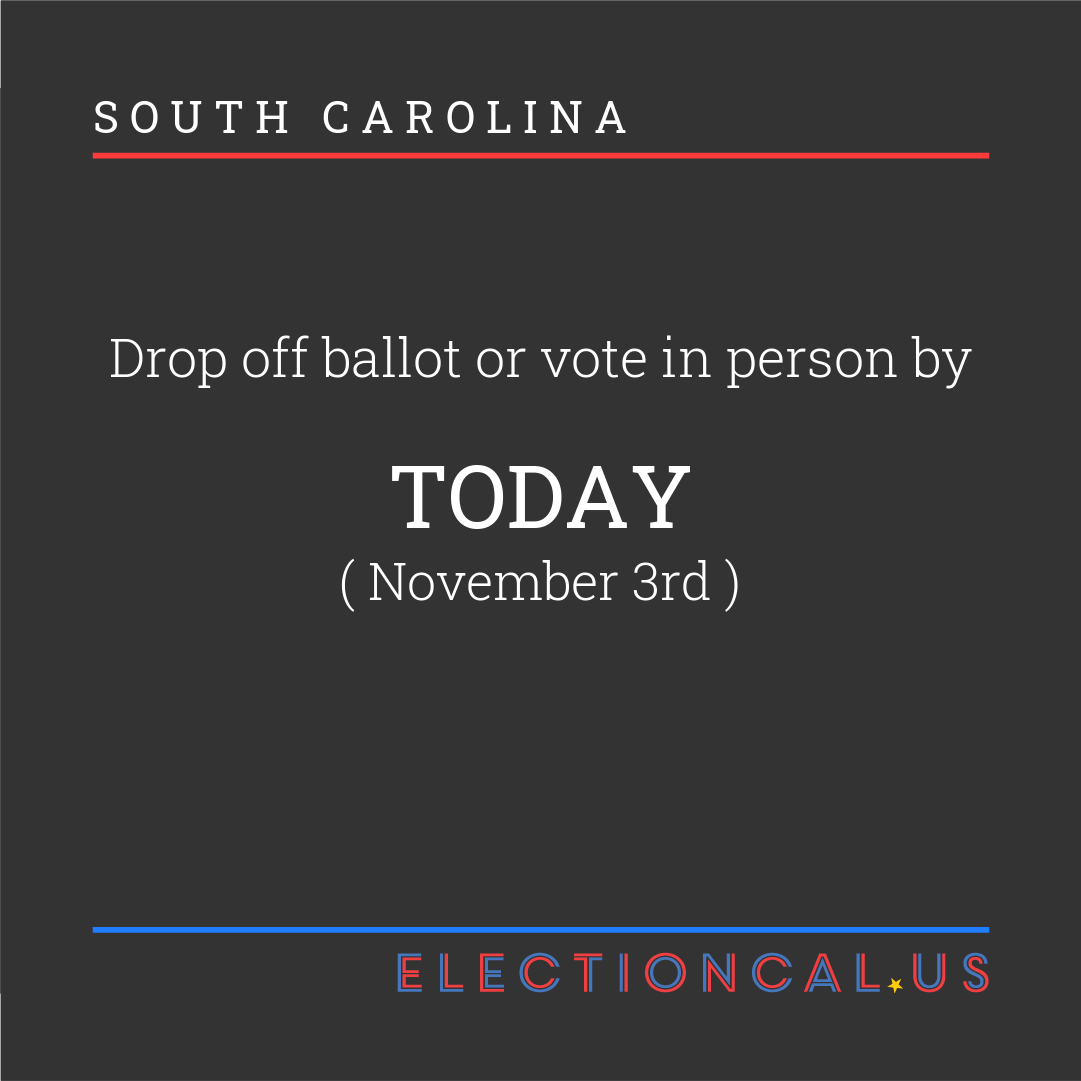 SOUTH CAROLINA
Drop off ballot or vote in person by
TODAY
( November 3rd )
ELECTIONCAL.US